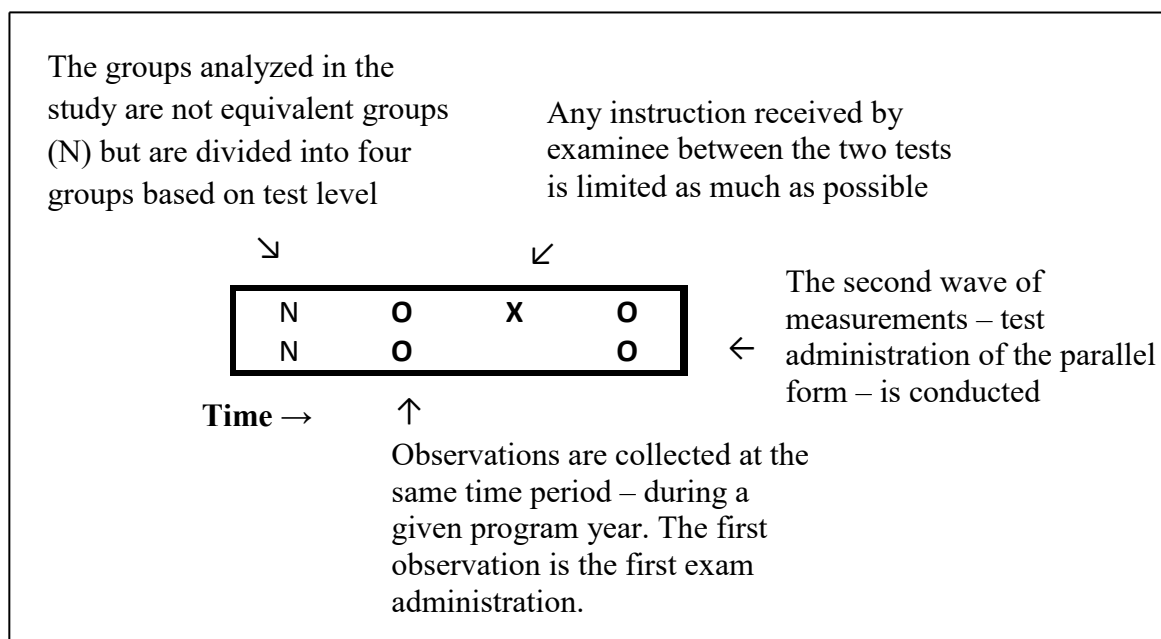 The groups analyzed in the
study are not equivalent groups
(N) but are divided into four
groups based on test level
Any instruction received by
examinee between the two tests
is limited as much as possible
↘ ↙
N O X O
N O O
The second wave of
measurements – test
administration of the parallel
form – is conducted
←
Time →
↑
Observations are collected at the
same time period – during a
given program year. The first
observation is the first exam
administration.